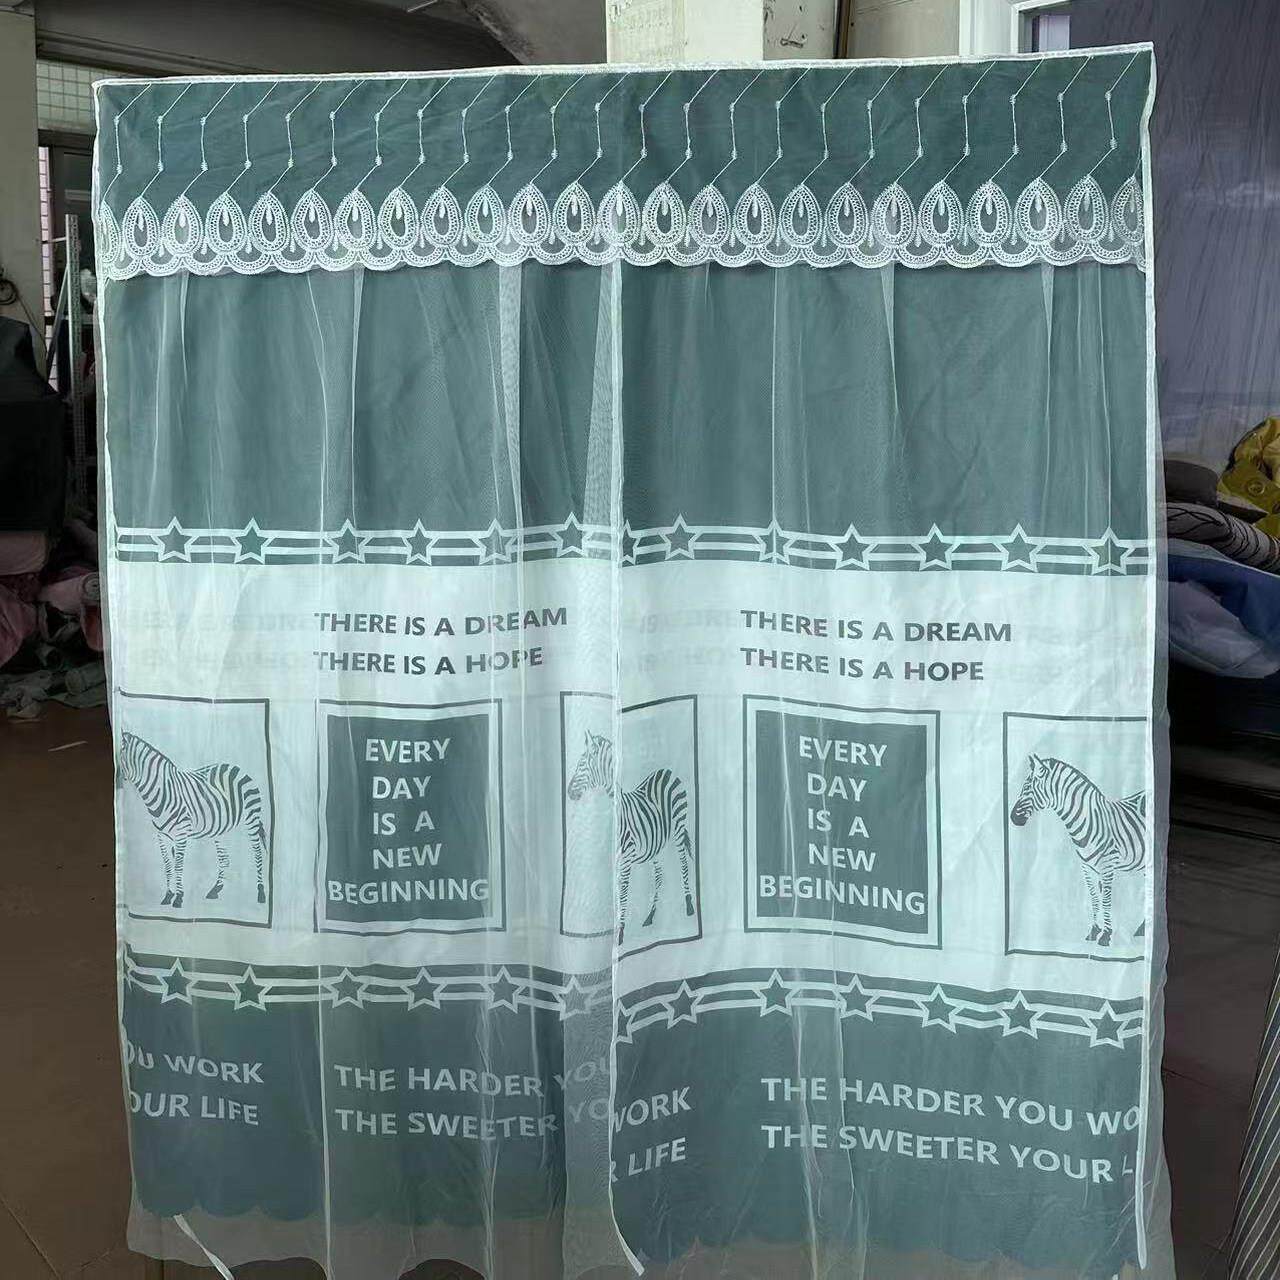 THERE IS A DREAM
THERE IS A HOPE
THERE IS A DREAM
THERE IS A HOPE
EVERY
DAY
IS A
NEW
BEGINNING
EVERY
DAY
IS A
NEW
BEGINNING
OU WORK
OUR LIFE
THE HARDER YOU
THE SWEETER YO
WORK
R LIFE
THE HARDER YOU WO
THE SWEETER YOUR L